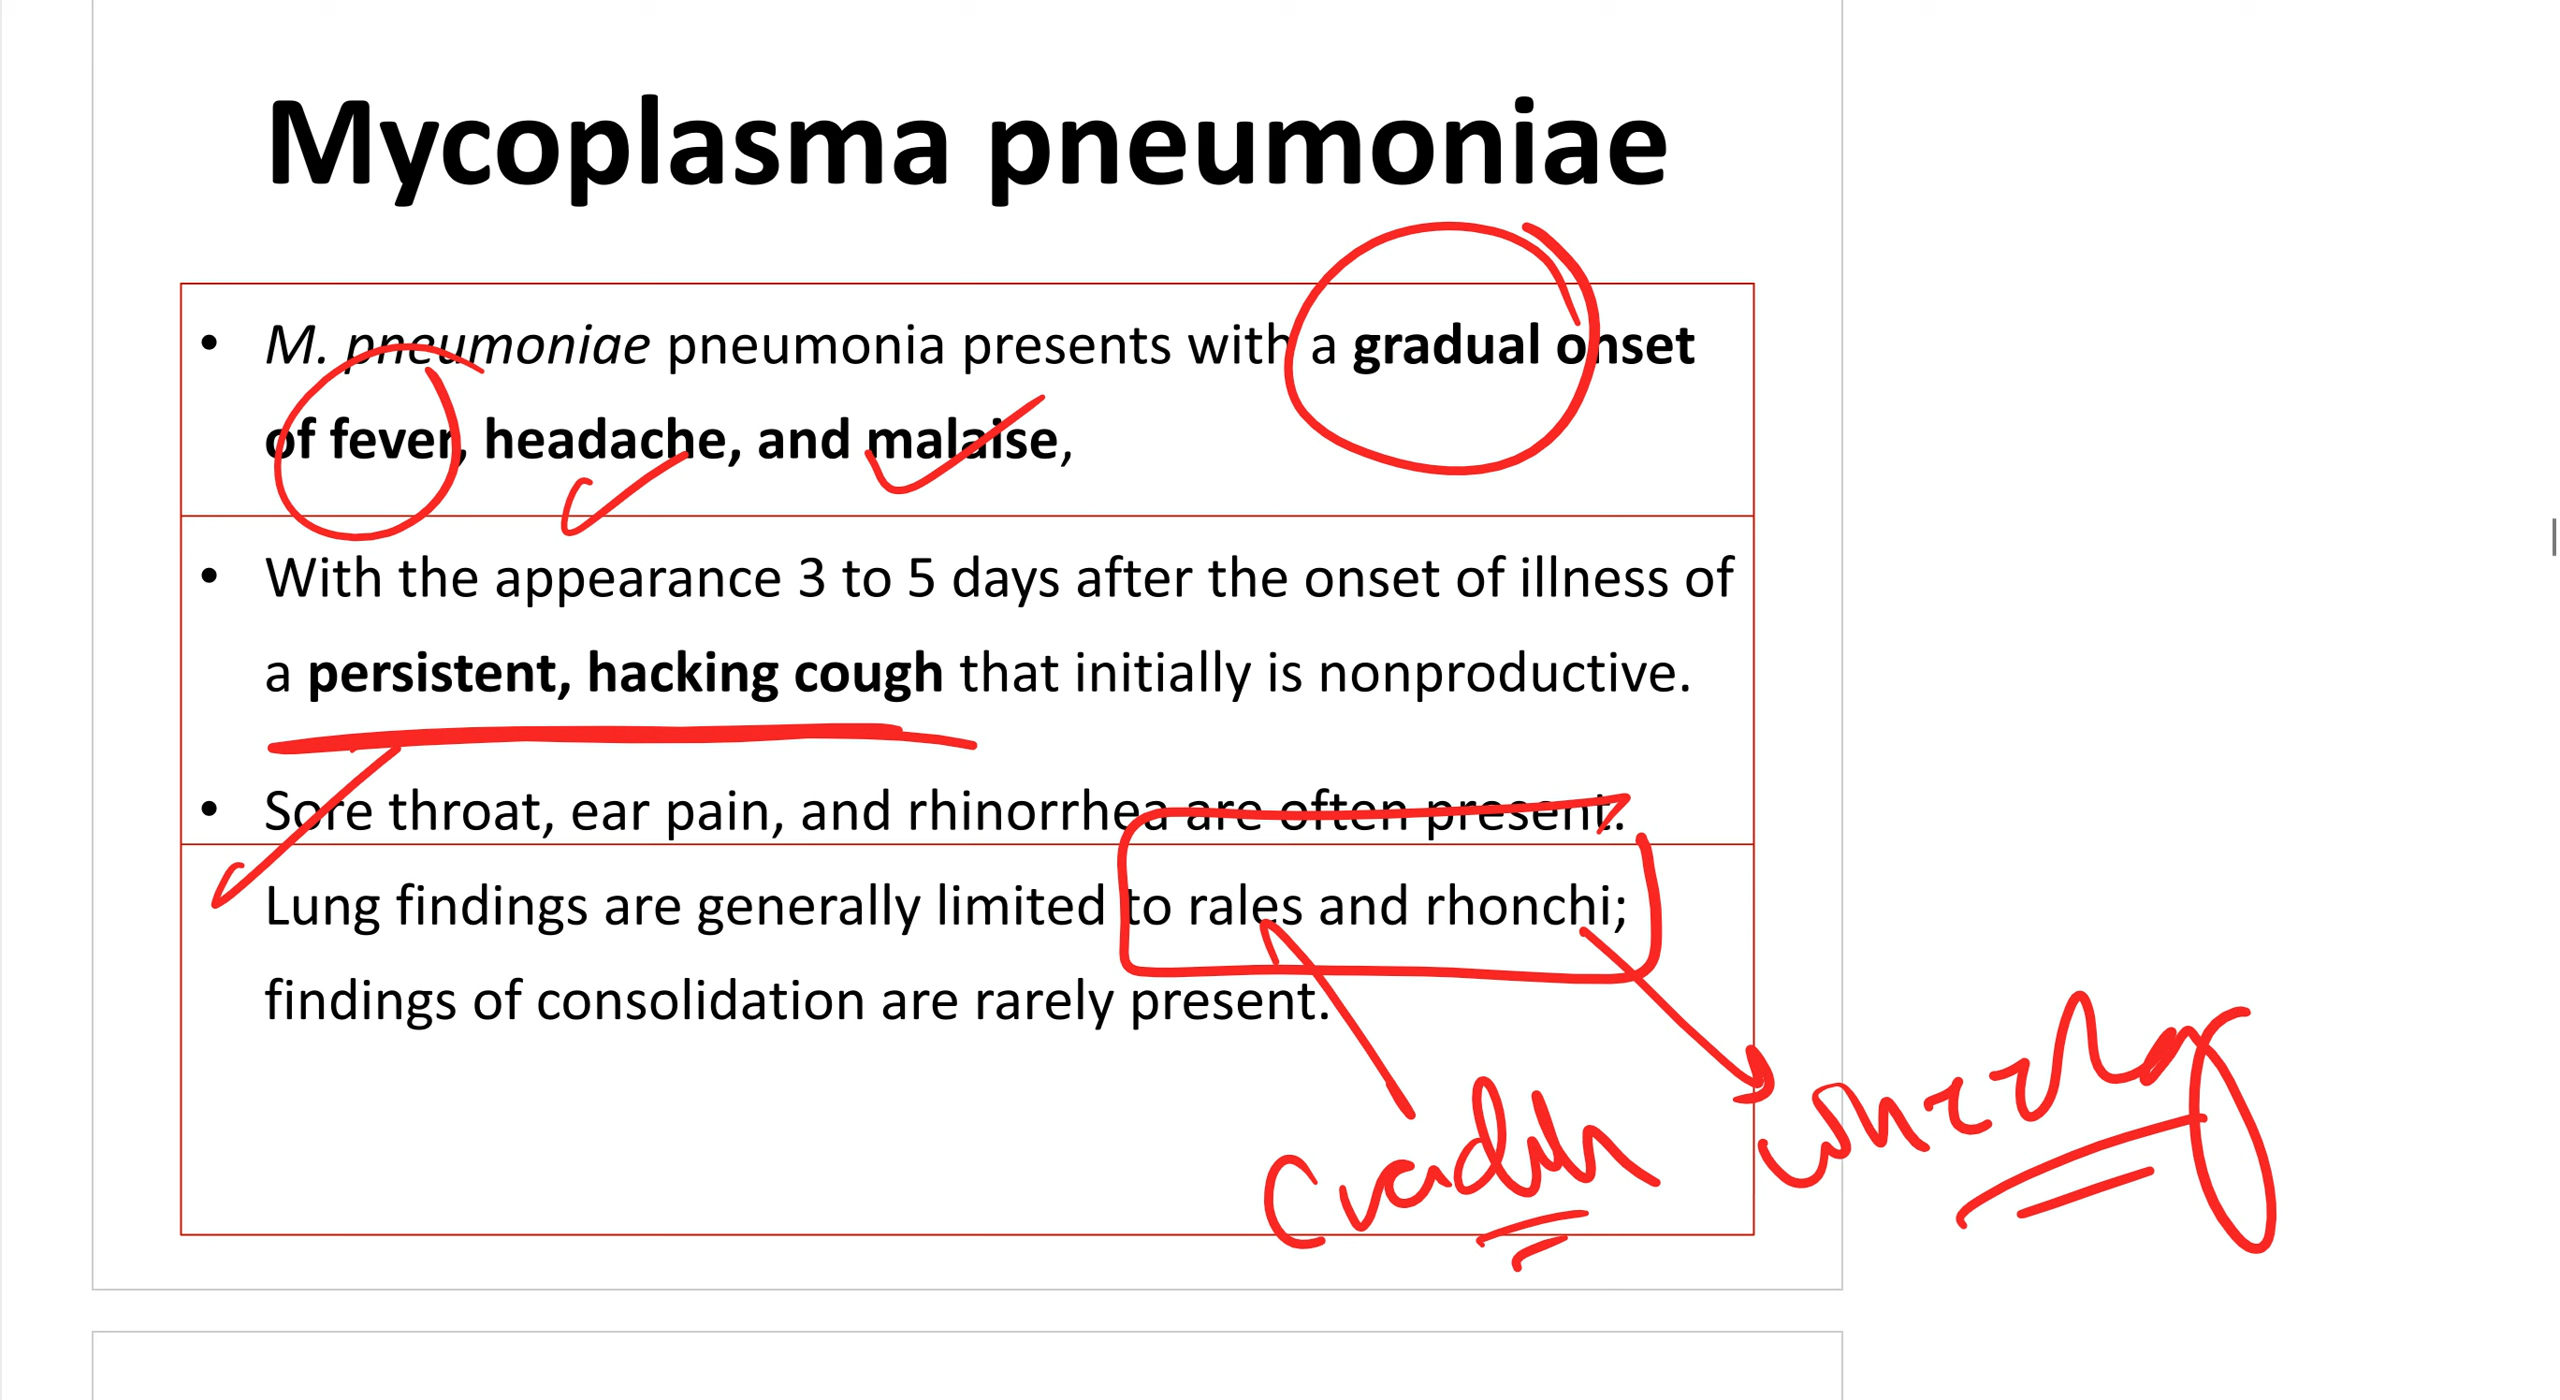 Mycoplasma pneumoniae
• M. pneumoniae pneumonia presents with a gradual onset
of fever, headache, and malaise,
• With the appearance 3 to 5 days after the onset of illness of
a persistent, hacking cough that initially is nonproductive.
• Sore throat, ear pain, and rhinorrhea are often present.
Lung findings are generally limited to rales and rhonchi;
findings of consolidation are rarely present.